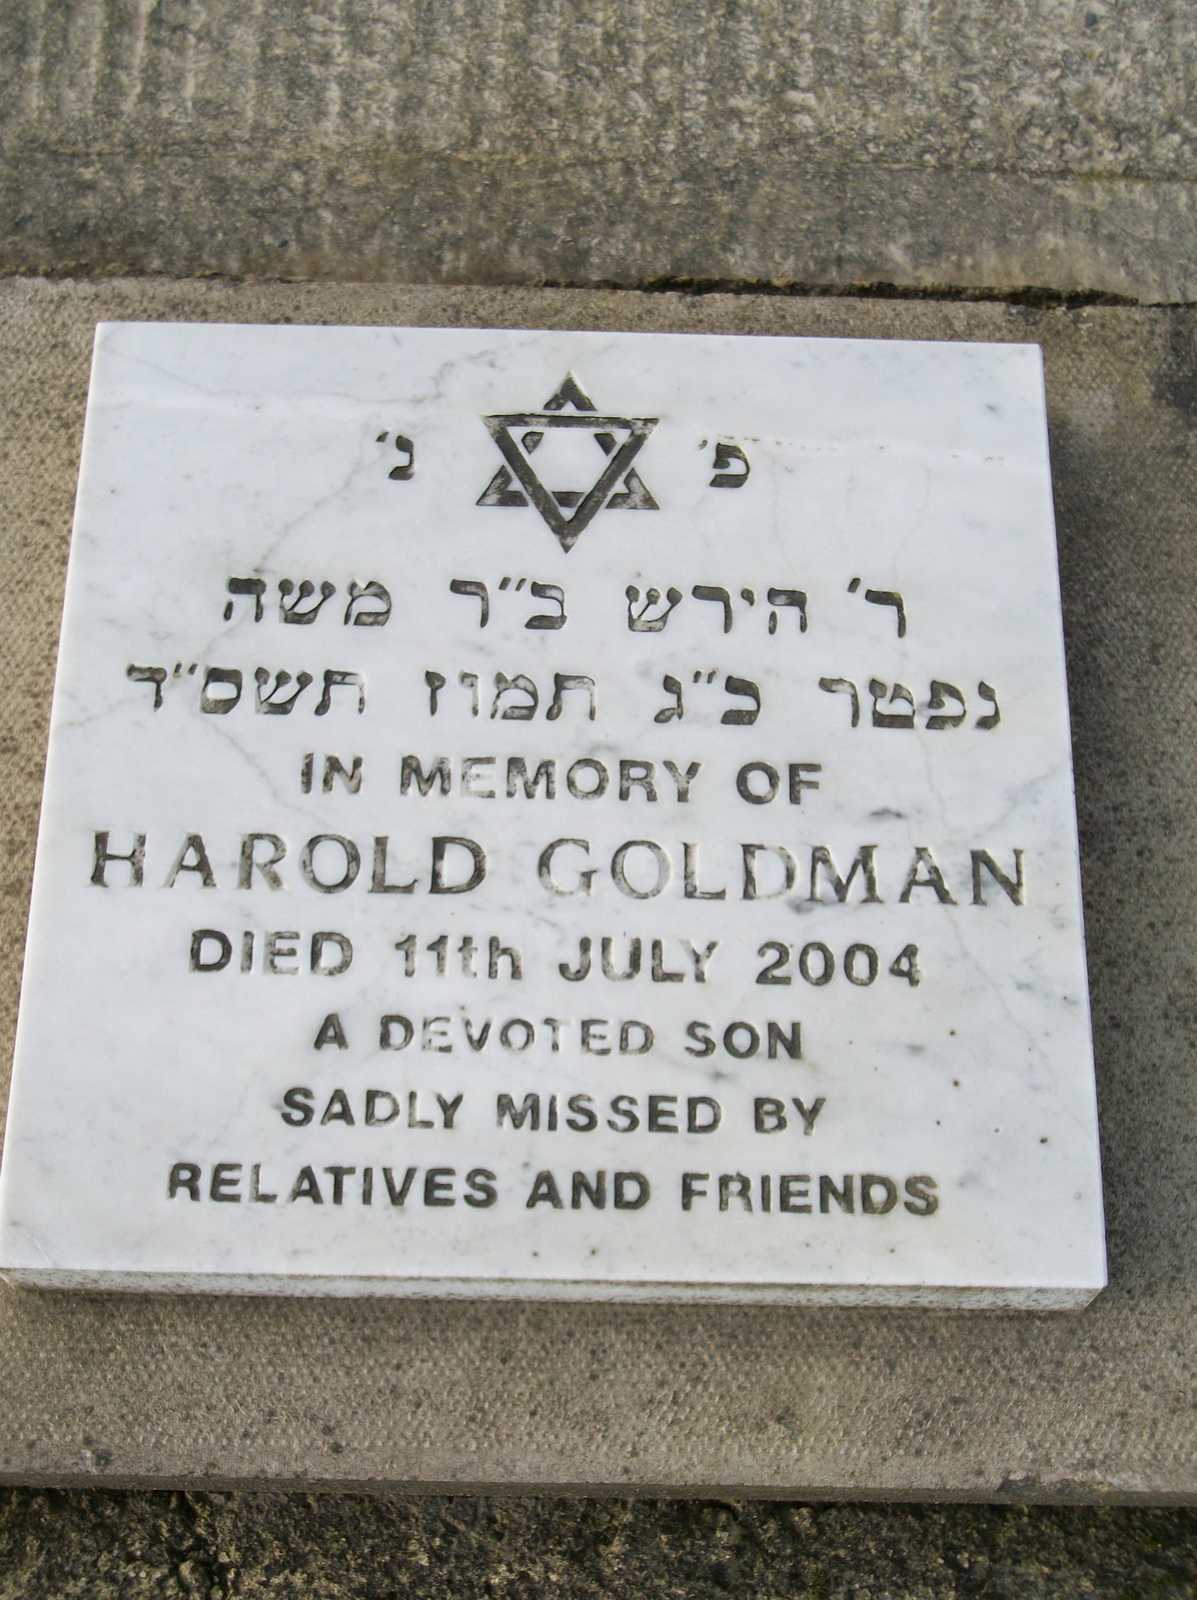 פ׳ נ׳
ר׳ הירש ב״ר משה
נפטר כ״ג תמוז תשס״ד
IN MEMORY OF
HAROLD GOLDMAN
DIED 11th JULY 2004
A DEVOTED SON
SADLY MISSED BY
RELATIVES AND FRIENDS